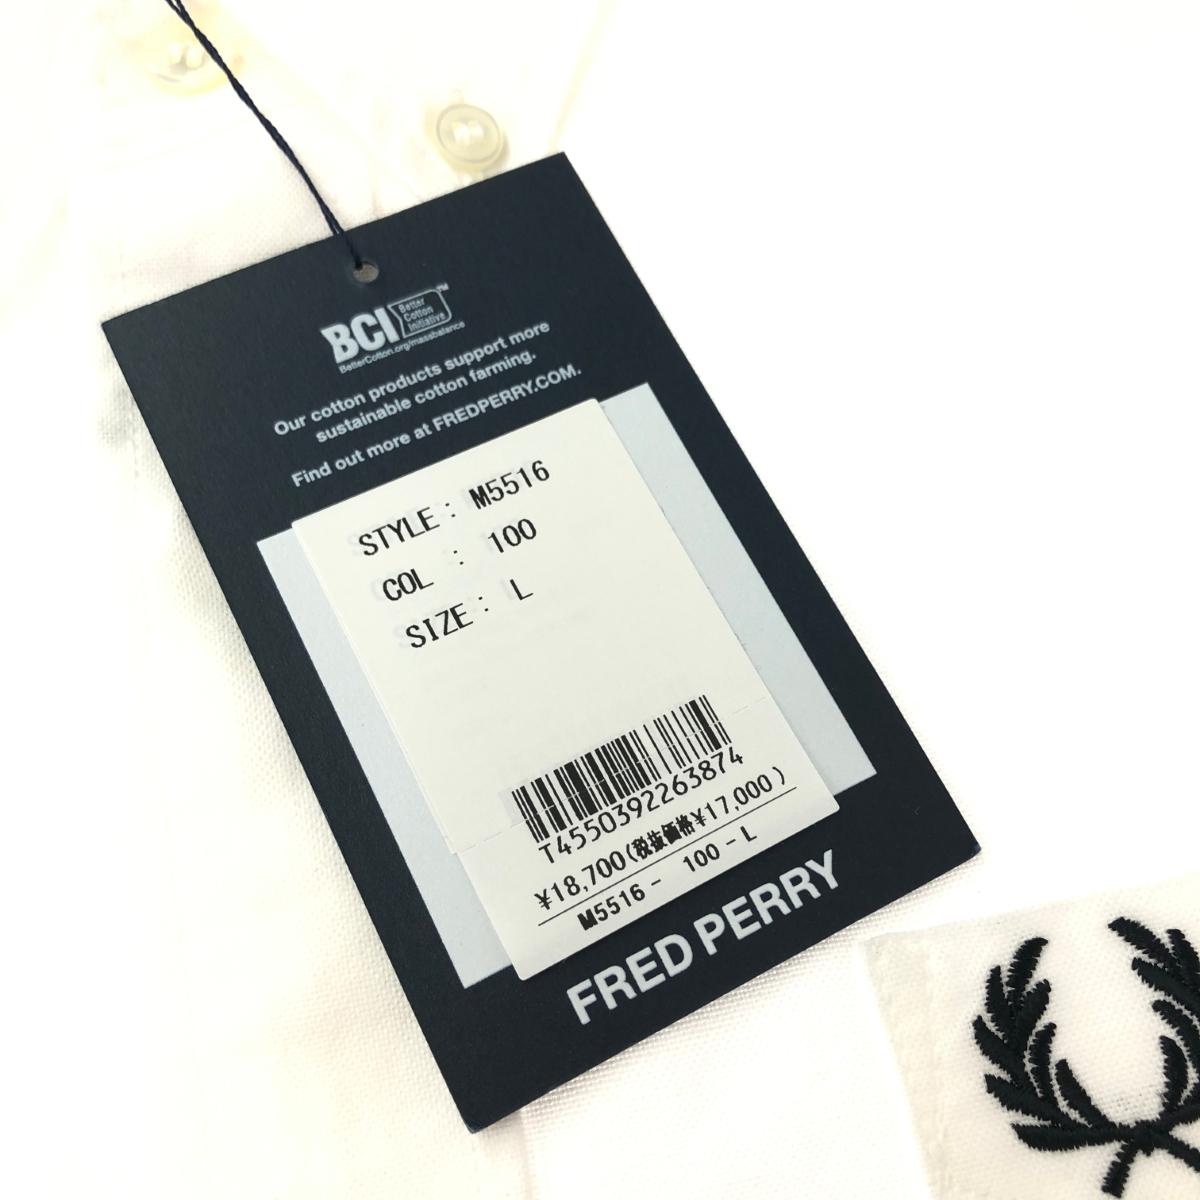 BCI Better Cotton Initiative™
BetterCotton.org/massbalance
Our cotton products support more
sustainable cotton farming.
Find out more at FREDPERRY.COM.
STYLE : M5516
COL : 100
SIZE : L
T4550392263874
¥18,700(税抜価格¥17,000)
M5516 - 100 - L
FRED PERRY